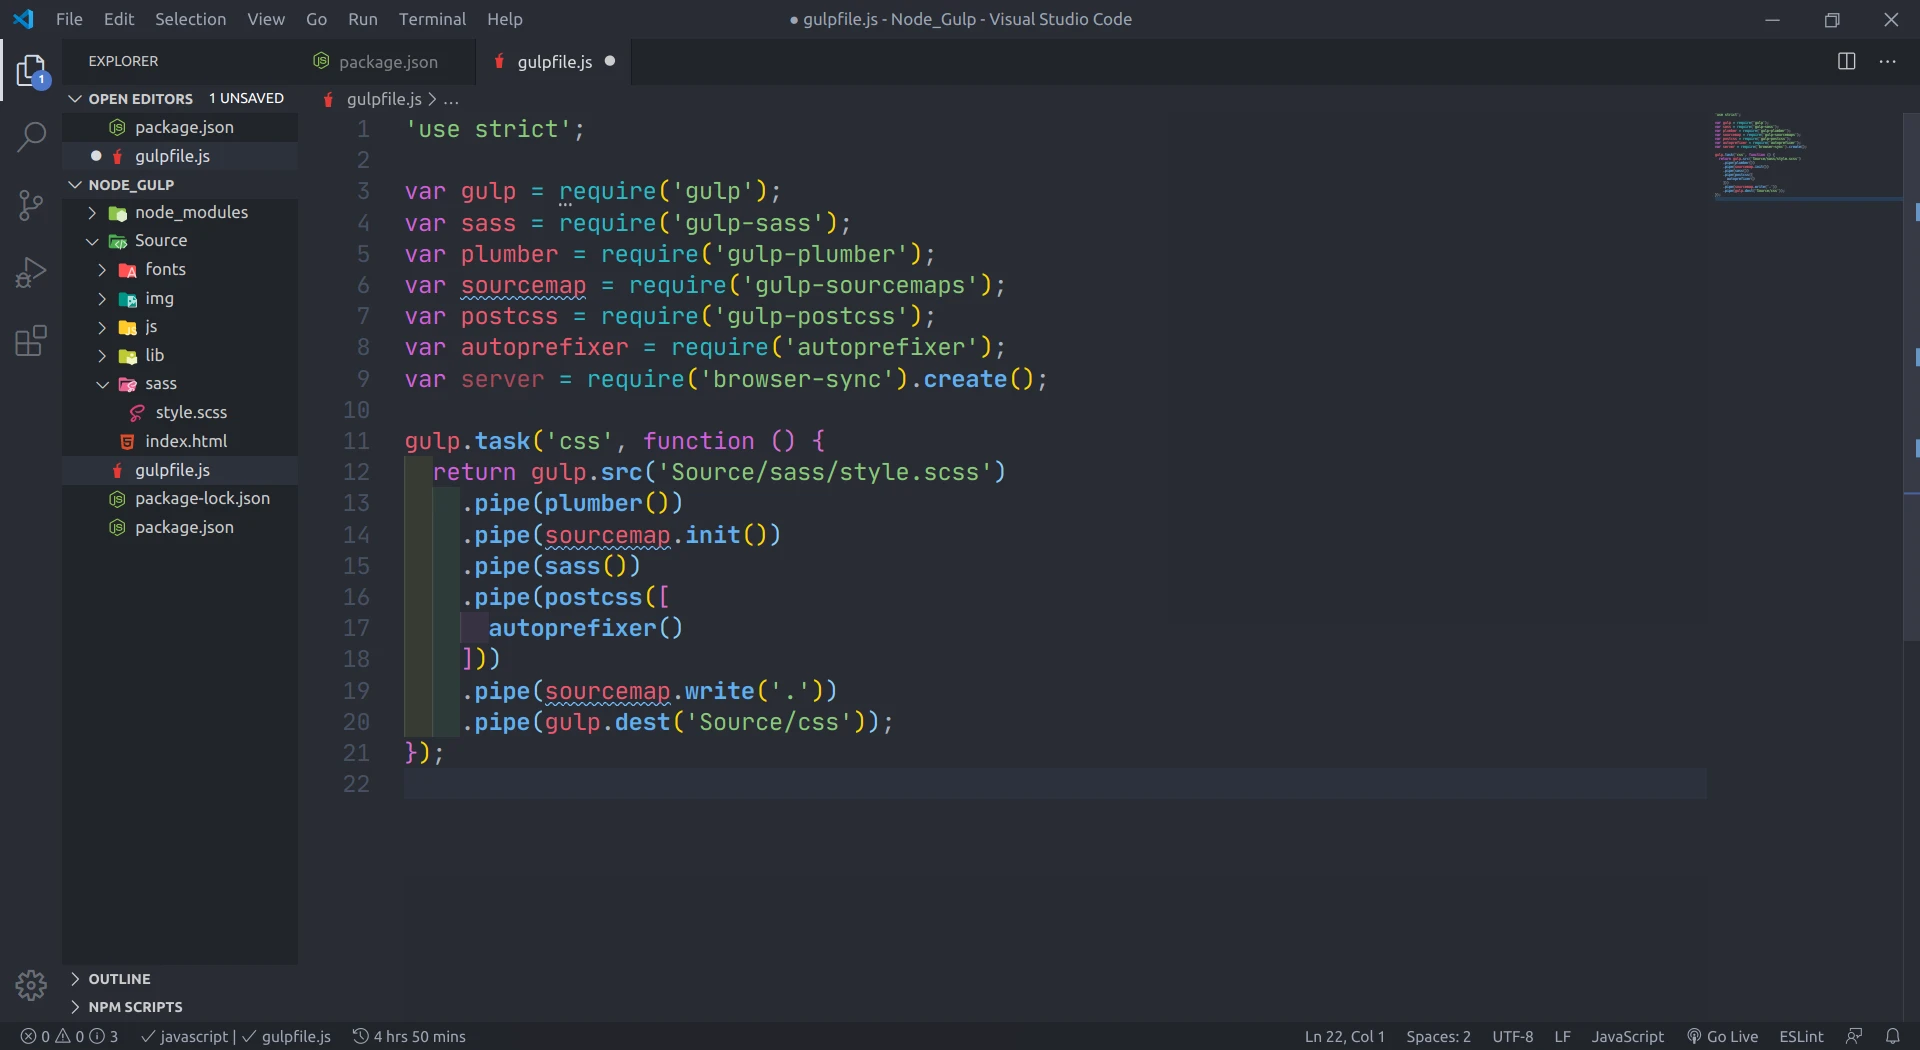 File Edit Selection View Go Run Terminal Help ● gulpfile.js - Node_Gulp - Visual Studio Code
EXPLORER
package.json
gulpfile.js
1
OPEN EDITORS 1 UNSAVED
package.json
gulpfile.js
NODE_GULP
node_modules
Source
fonts
img
js
lib
sass
style.scss
index.html
gulpfile.js
package-lock.json
package.json
OUTLINE
NPM SCRIPTS
gulpfile.js > ...
1 'use strict';
2
3 var gulp = require('gulp');
4 var sass = require('gulp-sass');
5 var plumber = require('gulp-plumber');
6 var sourcemap = require('gulp-sourcemaps');
7 var postcss = require('gulp-postcss');
8 var autoprefixer = require('autoprefixer');
9 var server = require('browser-sync').create();
10
11 gulp.task('css', function () {
12   return gulp.src('Source/sass/style.scss')
13     .pipe(plumber())
14     .pipe(sourcemap.init())
15     .pipe(sass())
16     .pipe(postcss([
17       autoprefixer()
18     ]))
19     .pipe(sourcemap.write('.'))
20     .pipe(gulp.dest('Source/css'));
21 });
22
0 0 3 javascript | gulpfile.js 4 hrs 50 mins Ln 22, Col 1 Spaces: 2 UTF-8 LF JavaScript Go Live ESLint